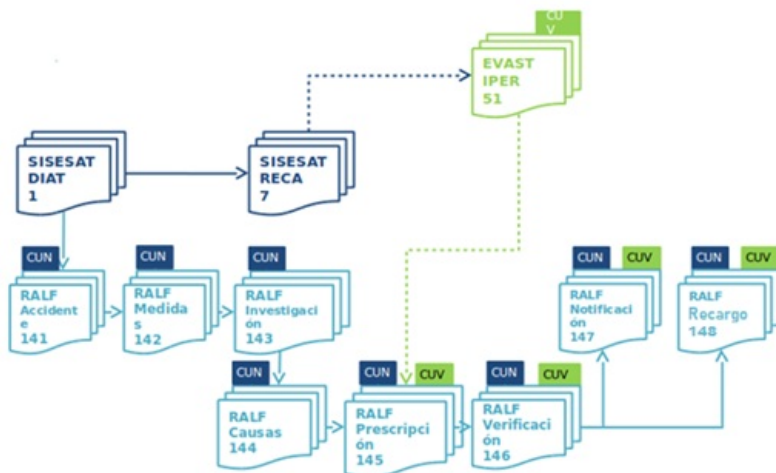 CU
V
EVAST
IPER
51
SISESAT
DIAT
1
SISESAT
RECA
7
CUN
RALF
Accident
e
141
CUN
RALF
Medida
s
142
CUN
RALF
Investigaci
ón
143
CUN
CUV
RALF
Notificaci
ón
147
CUN
CUV
RALF
Recargo
148
CUN
RALF
Causas
144
CUN
CUV
RALF
Prescripci
ón
145
CUN
CUV
RALF
Verificaci
ón
146